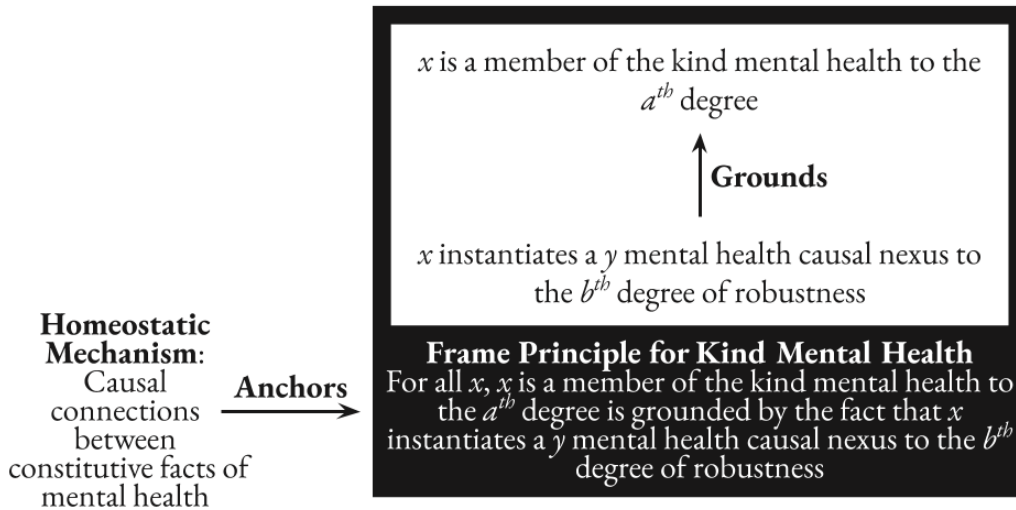 x is a member of the kind mental health to the
a^th degree
Grounds
x instantiates a y mental health causal nexus to
the b^th degree of robustness
Homeostatic
Mechanism:
Causal
connections
between
constitutive facts of
mental health
Anchors
Frame Principle for Kind Mental Health
For all x, x is a member of the kind mental health to
the a^th degree is grounded by the fact that x
instantiates a y mental health causal nexus to the b^th
degree of robustness